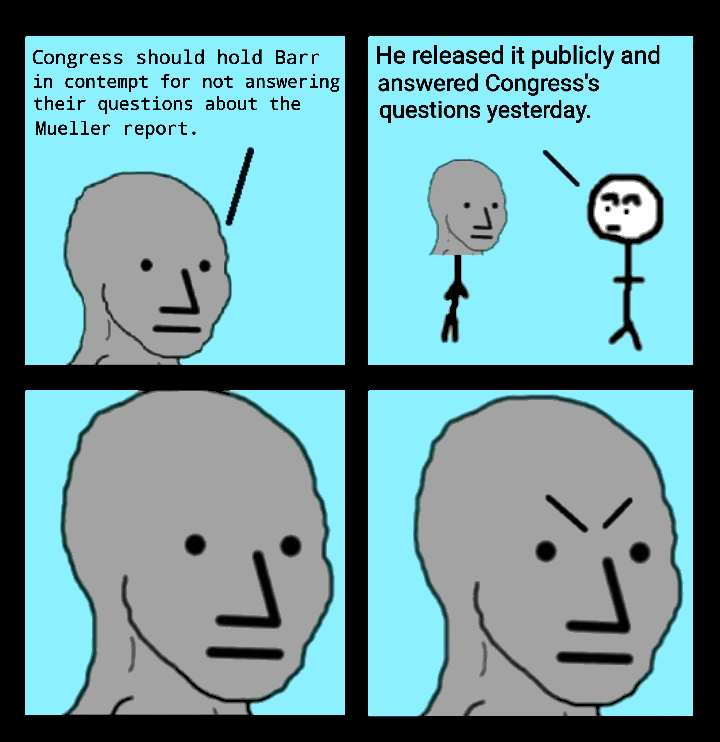 Congress should hold Barr
in contempt for not answering
their questions about the
Mueller report.
He released it publicly and
answered Congress's
questions yesterday.